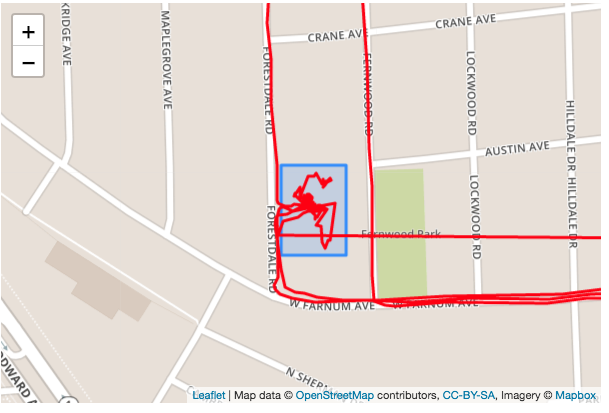 +
−
KRIDGE AVE
MAPLEGROVE AVE
FORESTDALE RD
CRANE AVE
CRANE AVE
FERNWOOD RD
LOCKWOOD RD
AUSTIN AVE
HILLDALE DR
HILLDALE DR
LOCKWOOD RD
FORESTDALE RD
Fernwood Park
W FARNUM AVE
W FARNUM AVE
N SHERM
DWARD AV
Leaflet | Map data © OpenStreetMap contributors, CC-BY-SA, Imagery © Mapbox